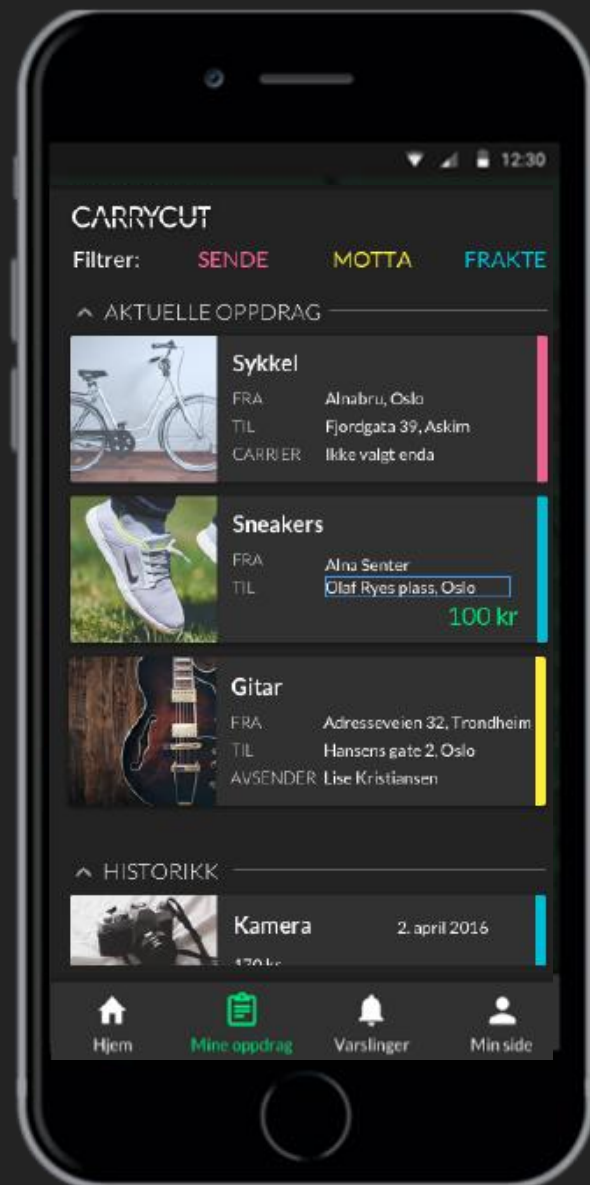 12:30
CARRYCUT
Filtrer: SENDE MOTTA FRAKTE
AKTUELLE OPPDRAG
Sykkel
FRA Alnabru, Oslo
TIL Fjordgata 39, Askim
CARRIER Ikke valgt enda
Sneakers
FRA Alna Senter
TIL Olaf Ryes plass, Oslo
100 kr
Gitar
FRA Adresseveien 32, Trondheim
TIL Hansens gate 2, Oslo
AVSENDER Lise Kristiansen
HISTORIKK
Kamera 2. april 2016
170 kr
Hjem Mine oppdrag Varslinger Min side